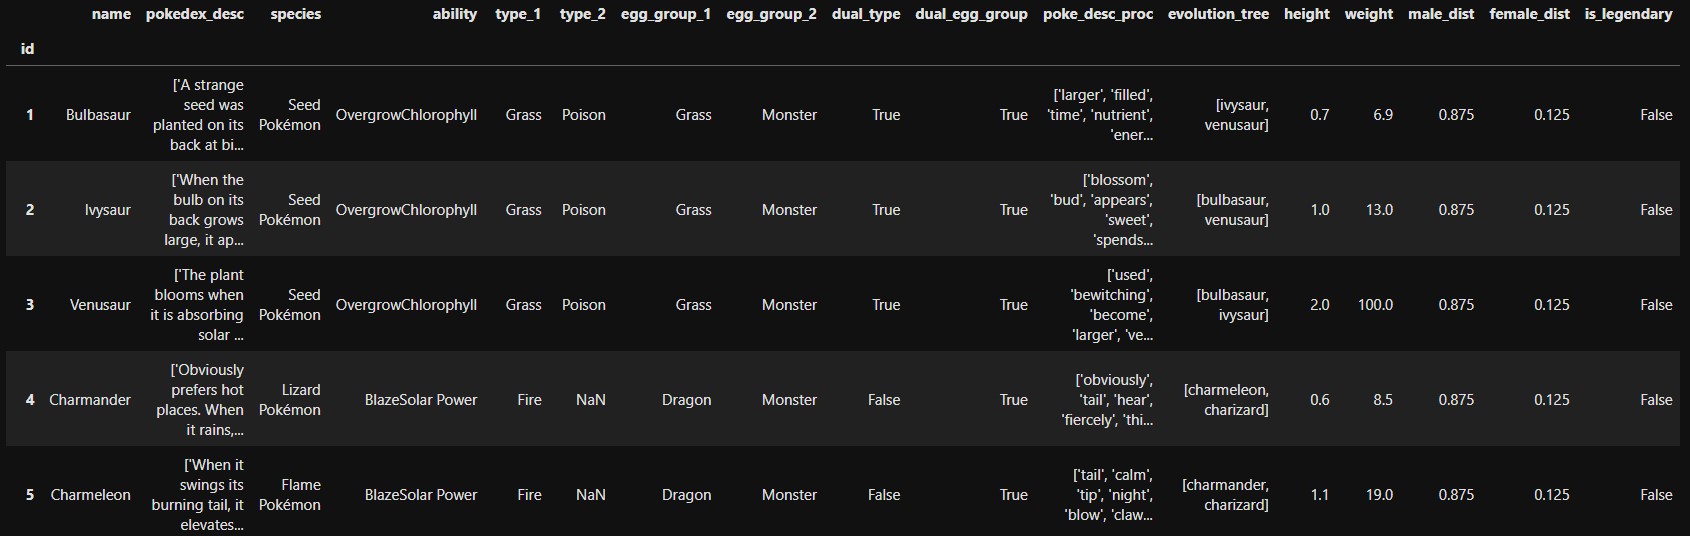 name pokedex_desc species ability type_1 type_2 egg_group_1 egg_group_2 dual_type dual_egg_group poke_desc_proc evolution_tree height weight male_dist female_dist is_legendary
id
['A strange
seed was
planted on its
back at bi...
Seed
Pokémon
['larger', 'filled',
'time', 'nutrient',
'ener...
[ivysaur,
venusaur]
1 Bulbasaur OvergrowChlorophyll Grass Poison Grass Monster True True 0.7 6.9 0.875 0.125 False
['When the
bulb on its
back grows
large, it ap...
Seed
Pokémon
['blossom',
'bud', 'appears',
'sweet',
'spends...
[bulbasaur,
venusaur]
2 Ivysaur OvergrowChlorophyll Grass Poison Grass Monster True True 1.0 13.0 0.875 0.125 False
['The plant
blooms when
it is absorbing
solar ...
Seed
Pokémon
['used',
'bewitching',
'become',
'larger', 've...
[bulbasaur,
ivysaur]
3 Venusaur OvergrowChlorophyll Grass Poison Grass Monster True True 2.0 100.0 0.875 0.125 False
['Obviously
prefers hot
places. When
it rains,...
Lizard
Pokémon
['obviously',
'tail', 'hear',
'fiercely', 'thi...
[charmeleon,
charizard]
4 Charmander BlazeSolar Power Fire NaN Dragon Monster False True 0.6 8.5 0.875 0.125 False
['When it
swings its
burning tail, it
elevates...
Flame
Pokémon
['tail', 'calm',
'tip', 'night',
'blow', 'claw...
[charmander,
charizard]
5 Charmeleon BlazeSolar Power Fire NaN Dragon Monster False True 1.1 19.0 0.875 0.125 False